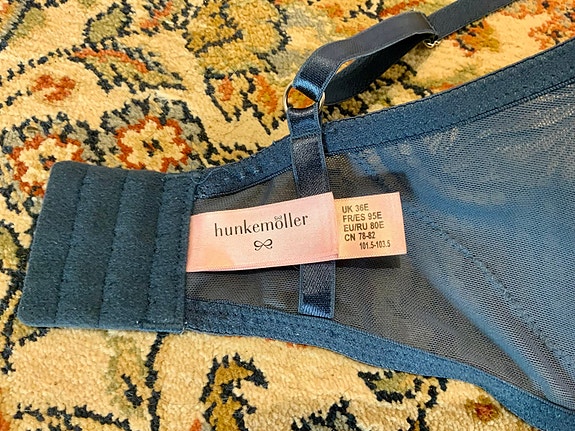 hunkemöller
UK 36E
FR/ES 95E
EU/RU 80E
CN 78-82
101.5-103.5